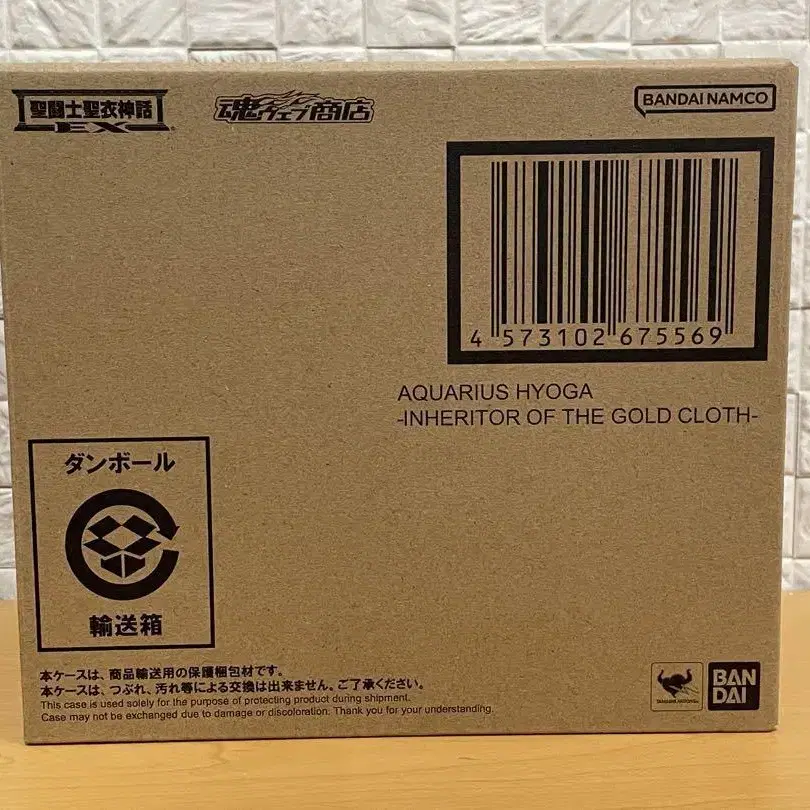 聖闘士聖衣神話
EX
魂ウェブ商店
BANDAI NAMCO
4 573102 675569
AQUARIUS HYOGA
-INHERITOR OF THE GOLD CLOTH-
ダンボール
輸送箱
本ケースは、商品輸送用の保護梱包材です。
本ケースは、つぶれ、汚れ等による交換は出来ません。ご了承ください。
This case is used solely for the purpose of protecting product during shipment.
Case may not be exchanged due to damage or discoloration. Thank you for your understanding.
TAMASHII NATIONS
BAN
DAI